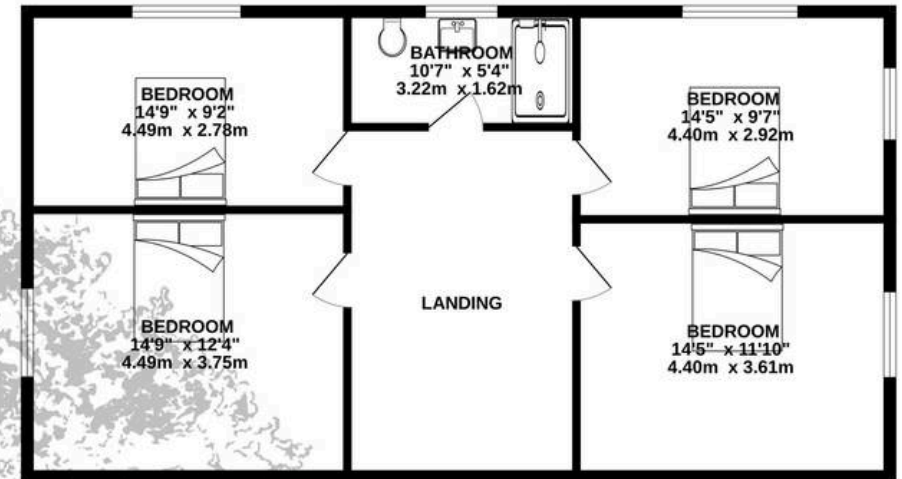 BATHROOM
10'7" x 5'4"
3.22m x 1.62m
BEDROOM
14'9" x 9'2"
4.49m x 2.78m
BEDROOM
14'5" x 9'7"
4.40m x 2.92m
LANDING
BEDROOM
14'9" x 12'4"
4.49m x 3.75m
BEDROOM
14'5" x 11'10"
4.40m x 3.61m